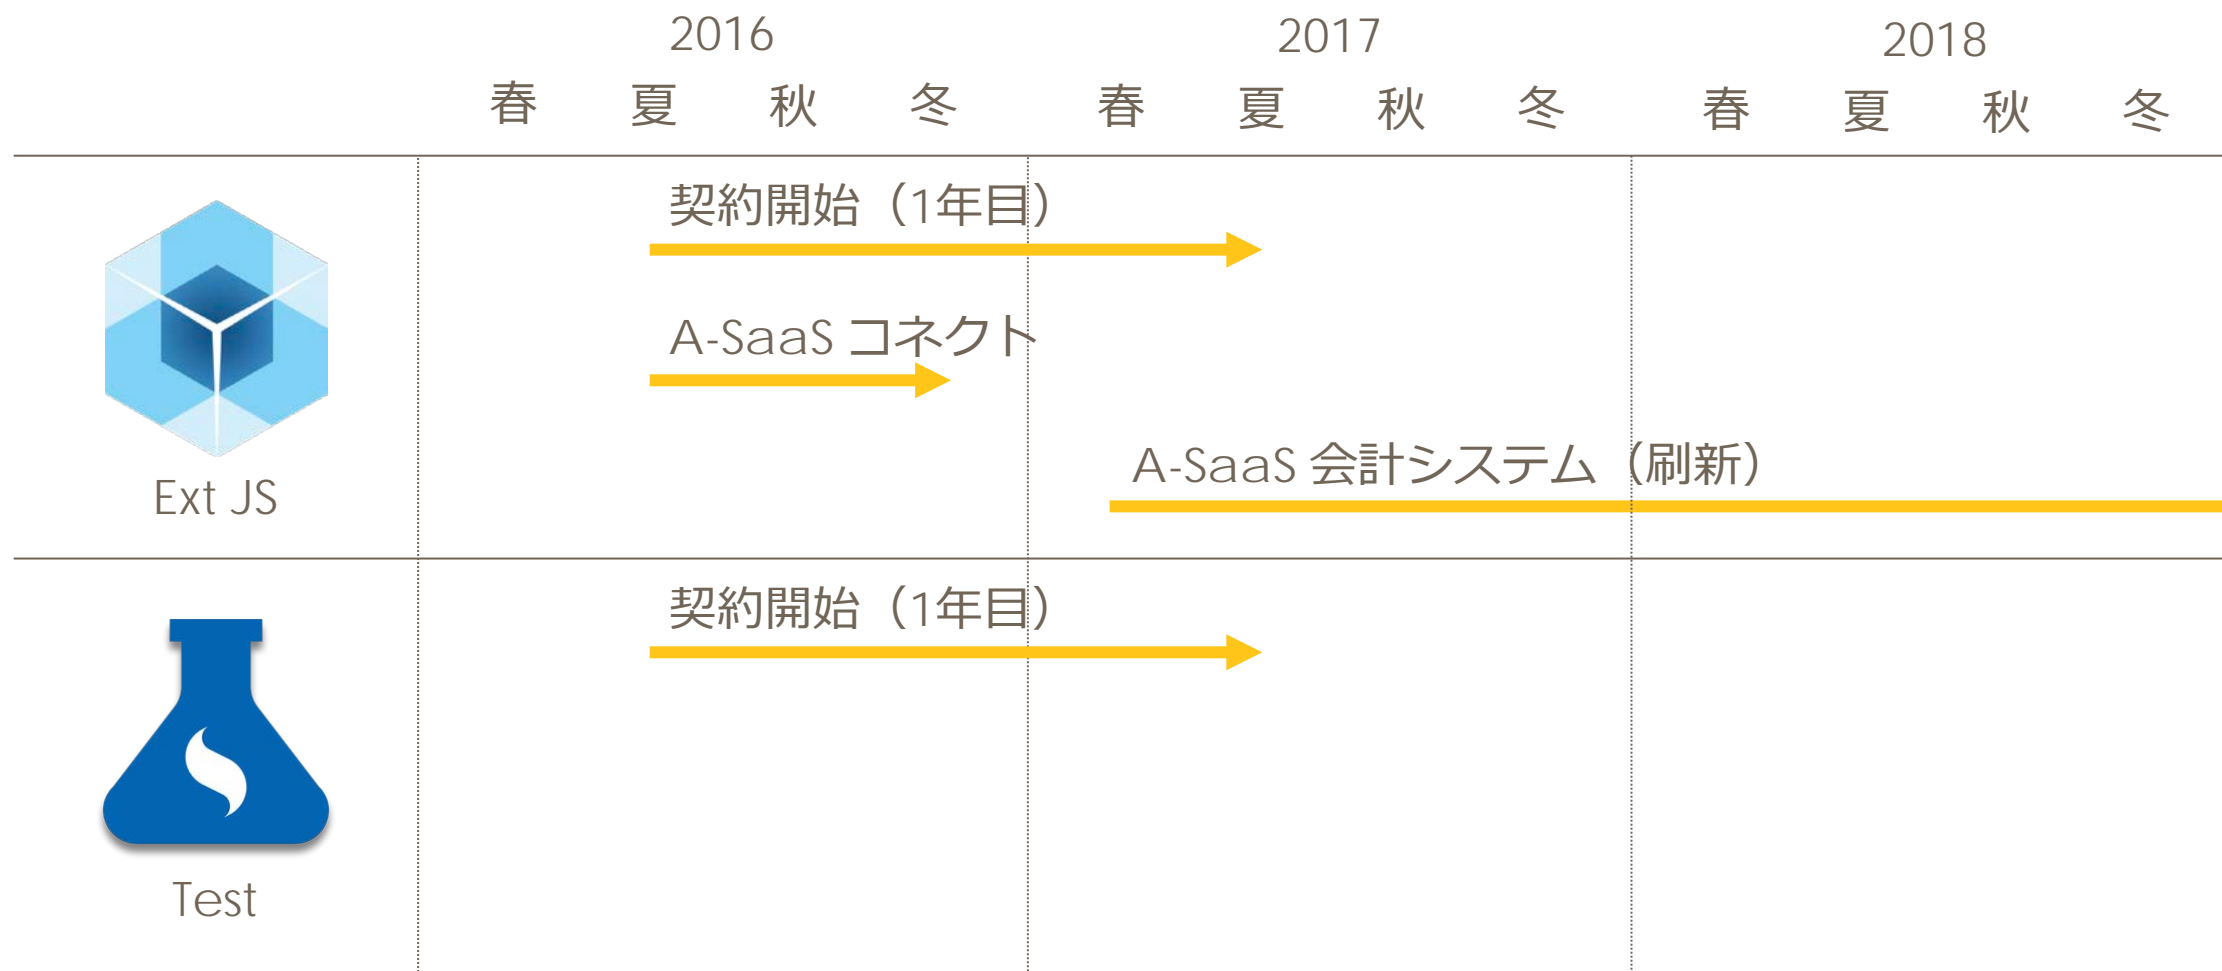 2016 2017 2018
春 夏 秋 冬 春 夏 秋 冬 春 夏 秋 冬
契約開始（1年目）
A-SaaS コネクト
A-SaaS 会計システム（刷新）
Ext JS
契約開始（1年目）
Test